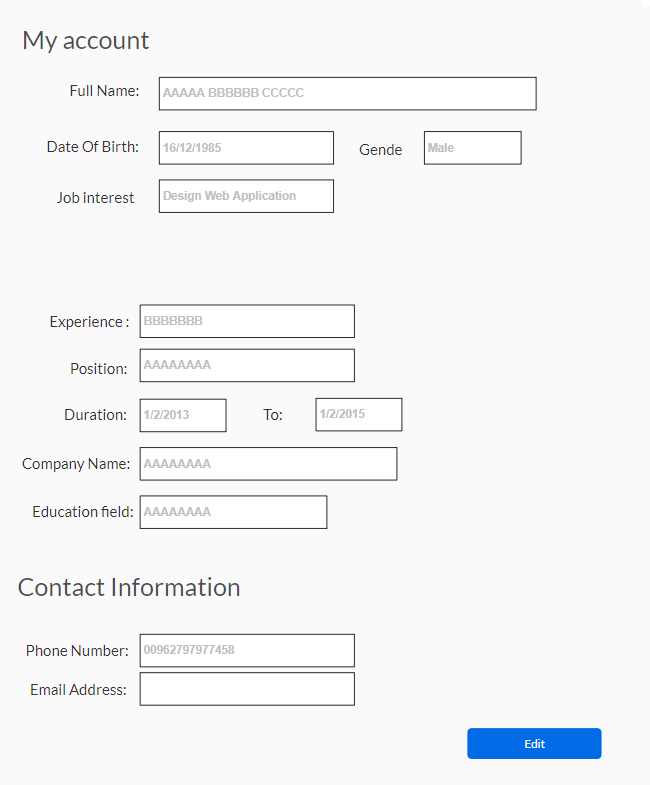 My account
Full Name: AAAAA BBBBBB CCCCC
Date Of Birth: 16/12/1985 Gende Male
Job interest Design Web Application
Experience : BBBBBBB
Position: AAAAAAAA
Duration: 1/2/2013 To: 1/2/2015
Company Name: AAAAAAAA
Education field: AAAAAAAA
Contact Information
Phone Number: 00962797977458
Email Address:
Edit